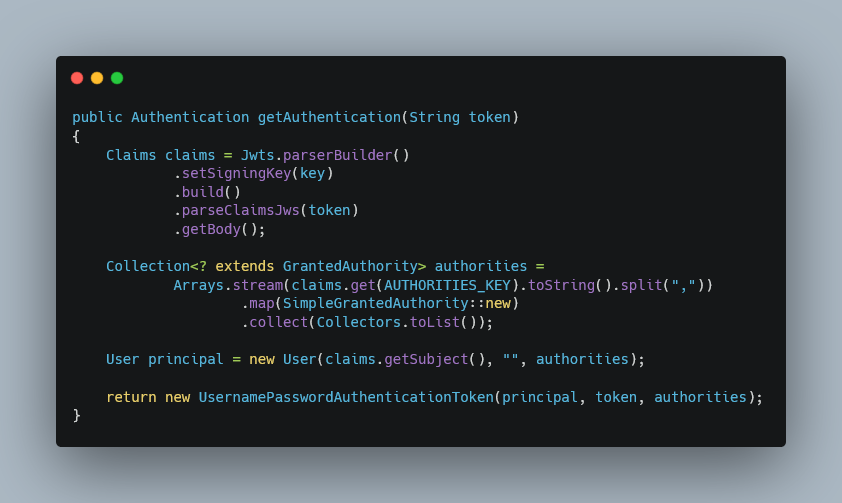 public Authentication getAuthentication(String token)
{
    Claims claims = Jwts.parserBuilder()
            .setSigningKey(key)
            .build()
            .parseClaimsJws(token)
            .getBody();

    Collection<? extends GrantedAuthority> authorities =
            Arrays.stream(claims.get(AUTHORITIES_KEY).toString().split(","))
                    .map(SimpleGrantedAuthority::new)
                    .collect(Collectors.toList());

    User principal = new User(claims.getSubject(), "", authorities);

    return new UsernamePasswordAuthenticationToken(principal, token, authorities);
}